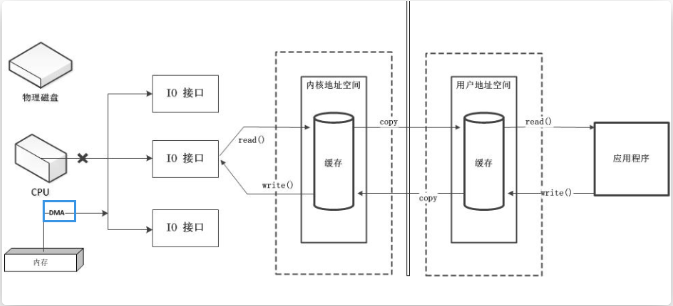 物理磁盘
CPU
DMA
内存
IO 接口
IO 接口
IO 接口
read()
write()
内核地址空间
缓存
copy
copy
用户地址空间
缓存
read()
write()
应用程序